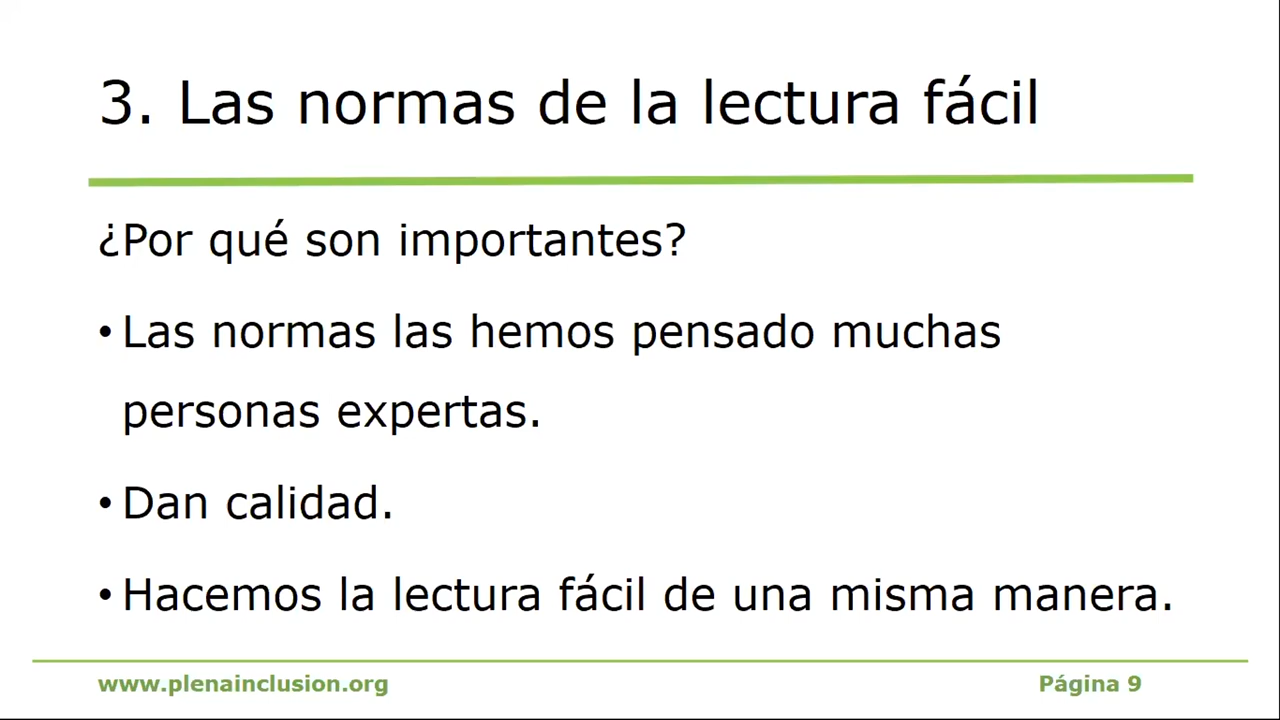 3. Las normas de la lectura fácil
¿Por qué son importantes?
• Las normas las hemos pensado muchas
personas expertas.
• Dan calidad.
• Hacemos la lectura fácil de una misma manera.
www.plenainclusion.org
Página 9